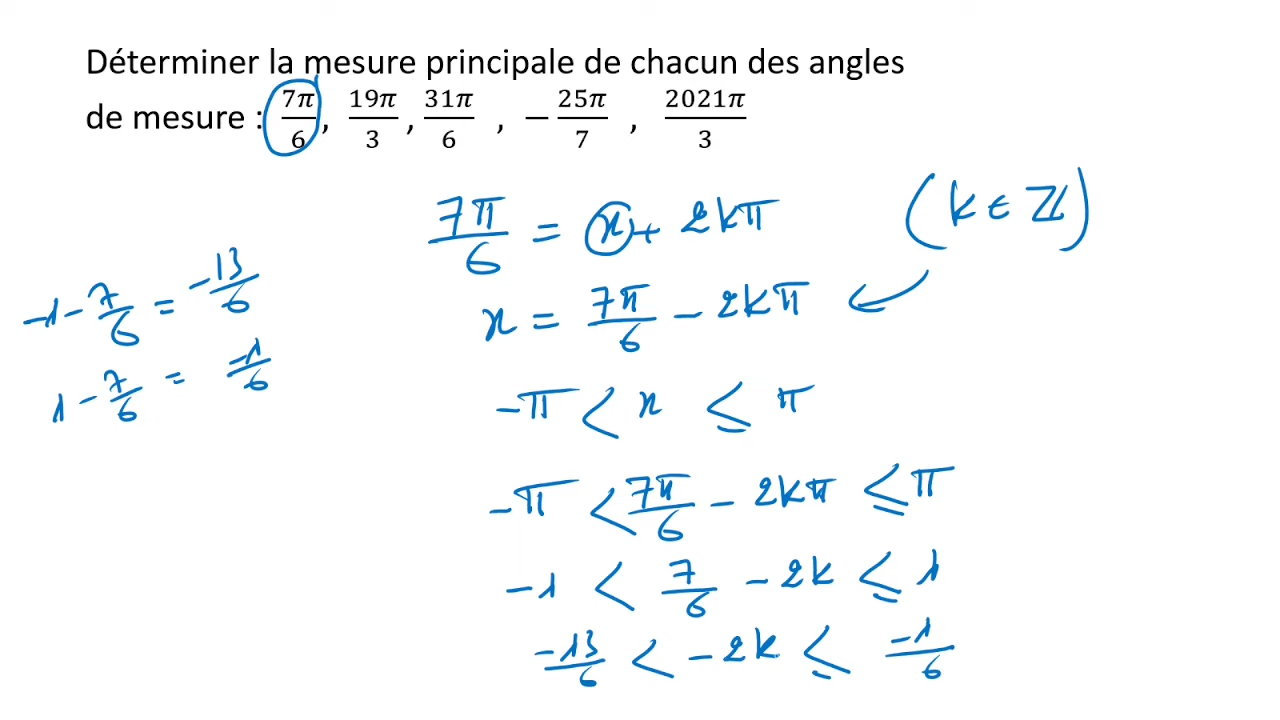 Déterminer la mesure principale de chacun des angles
de mesure : 7π/6, 19π/3, 31π/6, −25π/7, 2021π/3
7π/6 = x + 2kπ (k ∈ ℤ)
x = 7π/6 − 2kπ
−1 − 7/6 = −13/6
1 − 7/6 = −1/6
−π < x ≤ π
−π < 7π/6 − 2kπ ≤ π
−1 < 7/6 − 2k ≤ 1
−13/6 < −2k ≤ −1/6